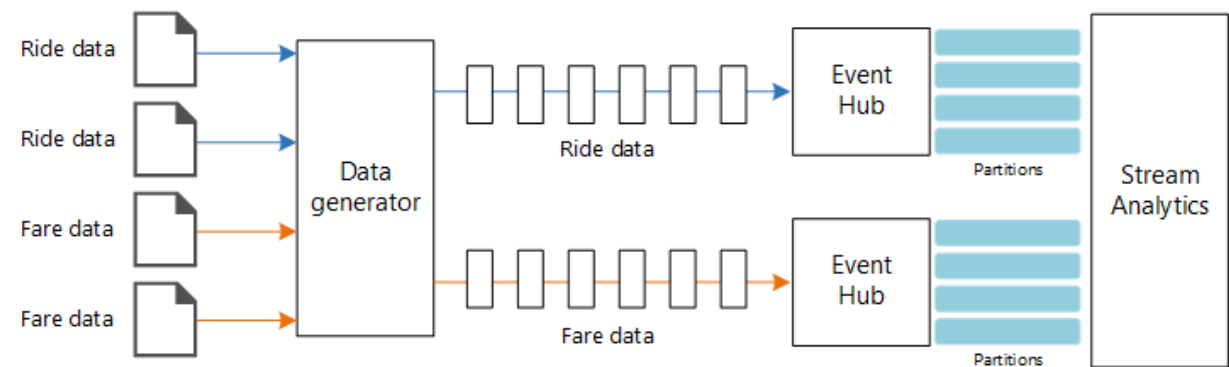 Ride data
Ride data
Fare data
Fare data
Data
generator
Ride data
Fare data
Event
Hub
Partitions
Event
Hub
Partitions
Stream
Analytics